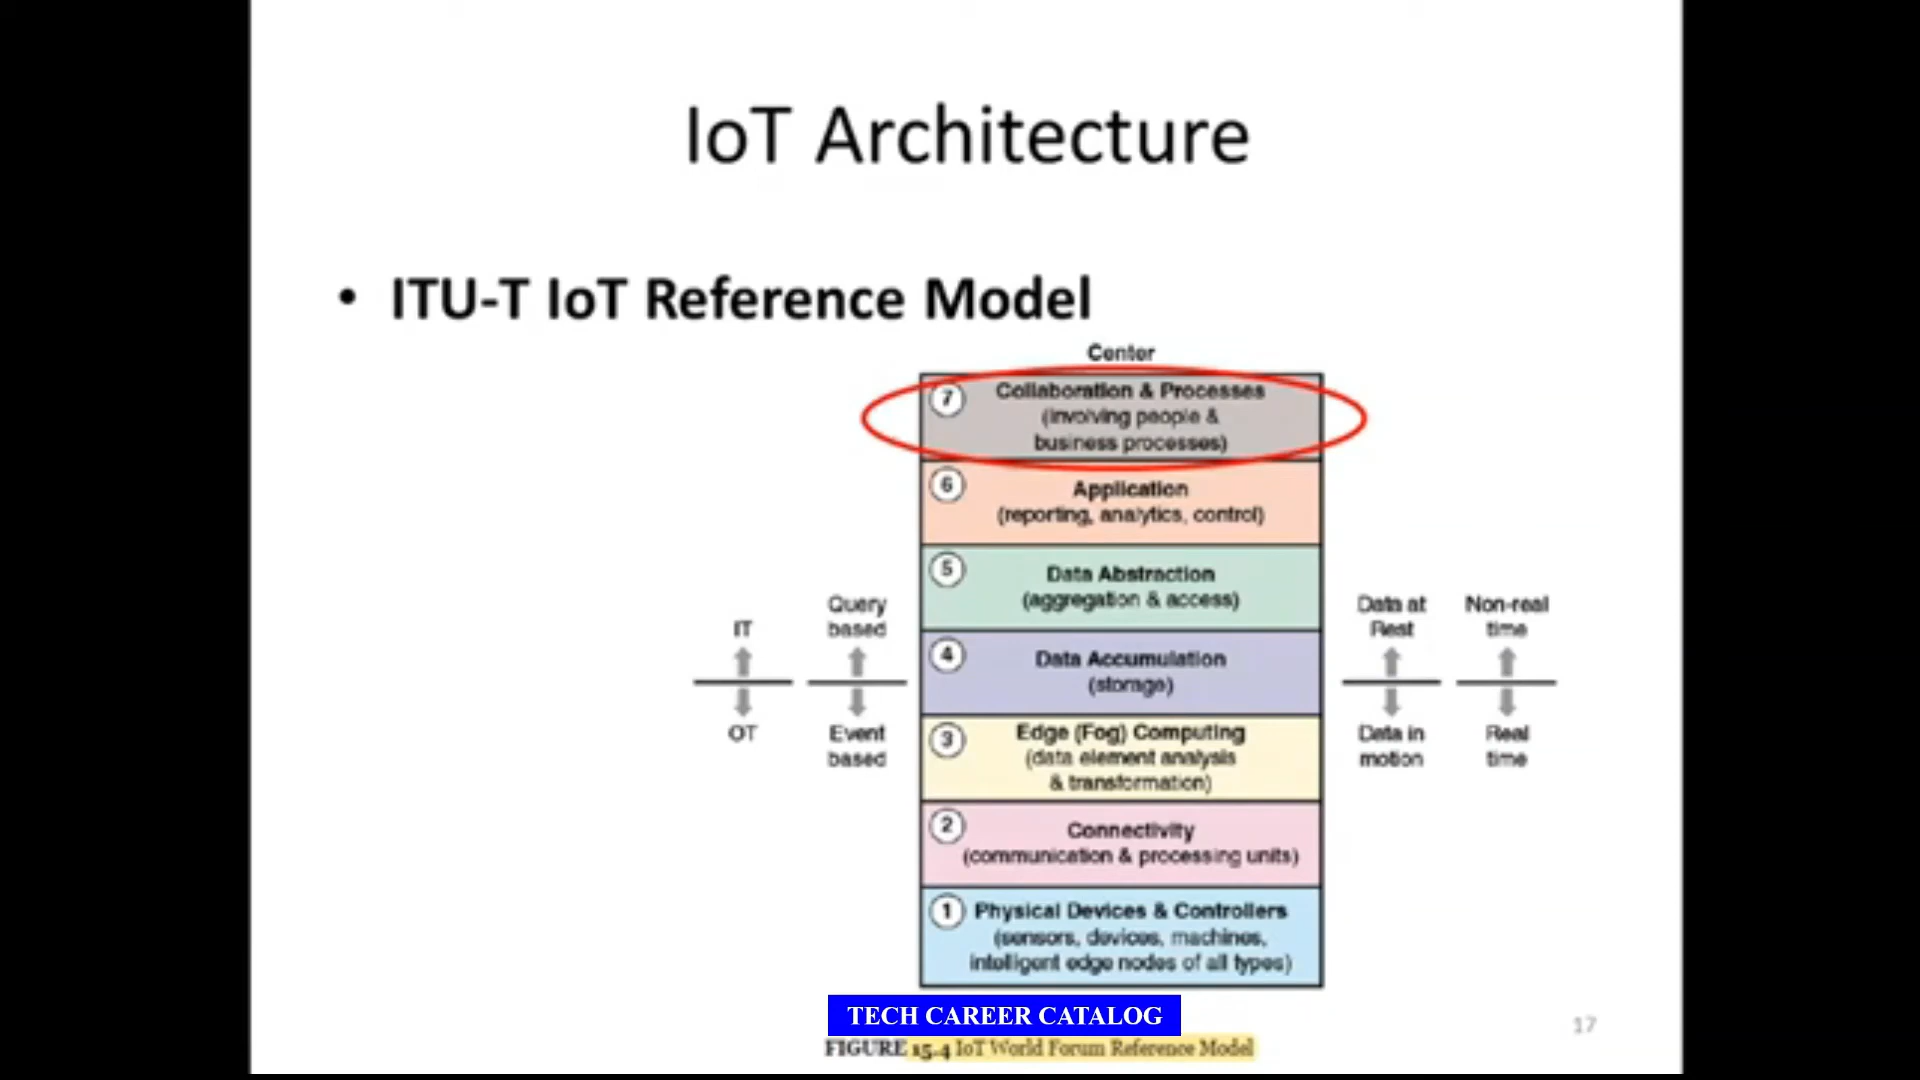 IoT Architecture
• ITU-T IoT Reference Model
Center
7 Collaboration & Processes
(involving people &
business processes)
6 Application
(reporting, analytics, control)
5 Data Abstraction
(aggregation & access)
4 Data Accumulation
(storage)
3 Edge (Fog) Computing
(data element analysis
& transformation)
2 Connectivity
(communication & processing units)
1 Physical Devices & Controllers
(sensors, devices, machines,
intelligent edge nodes of all types)
IT
OT
Query
based
Event
based
Data at
Rest
Data in
motion
Non-real
time
Real
time
TECH CAREER CATALOG
FIGURE 15.4 IoT World Forum Reference Model
17